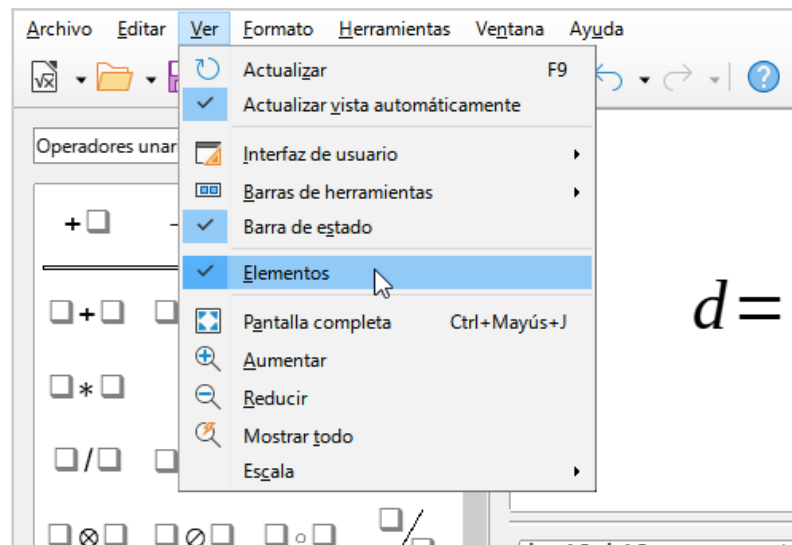 Archivo Editar Ver Formato Herramientas Ventana Ayuda
Actualizar F9
Actualizar vista automáticamente
Operadores unar
Interfaz de usuario
Barras de herramientas
+□
Barra de estado
Elementos
□+□
d=
Pantalla completa Ctrl+Mayús+J
Aumentar
□*□
Reducir
Mostrar todo
□/□
Escala
□⊗□ □⊘□ □∘□ □/□